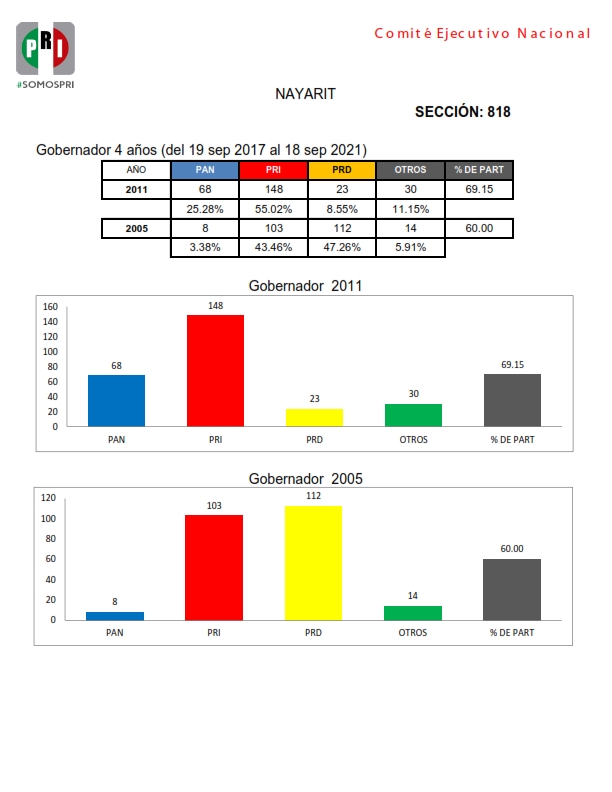 PRI
#SOMOSPRI
Comité Ejecutivo Nacional
NAYARIT
SECCIÓN: 818
Gobernador 4 años (del 19 sep 2017 al 18 sep 2021)
AÑO PAN PRI PRD OTROS % DE PART
2011 68 148 23 30 69.15
25.28% 55.02% 8.55% 11.15%
2005 8 103 112 14 60.00
3.38% 43.46% 47.26% 5.91%
Gobernador 2011
160
140
120
100
80
60
40
20
0
68
148
23
30
69.15
PAN PRI PRD OTROS % DE PART
Gobernador 2005
120
100
80
60
40
20
0
8
103
112
14
60.00
PAN PRI PRD OTROS % DE PART